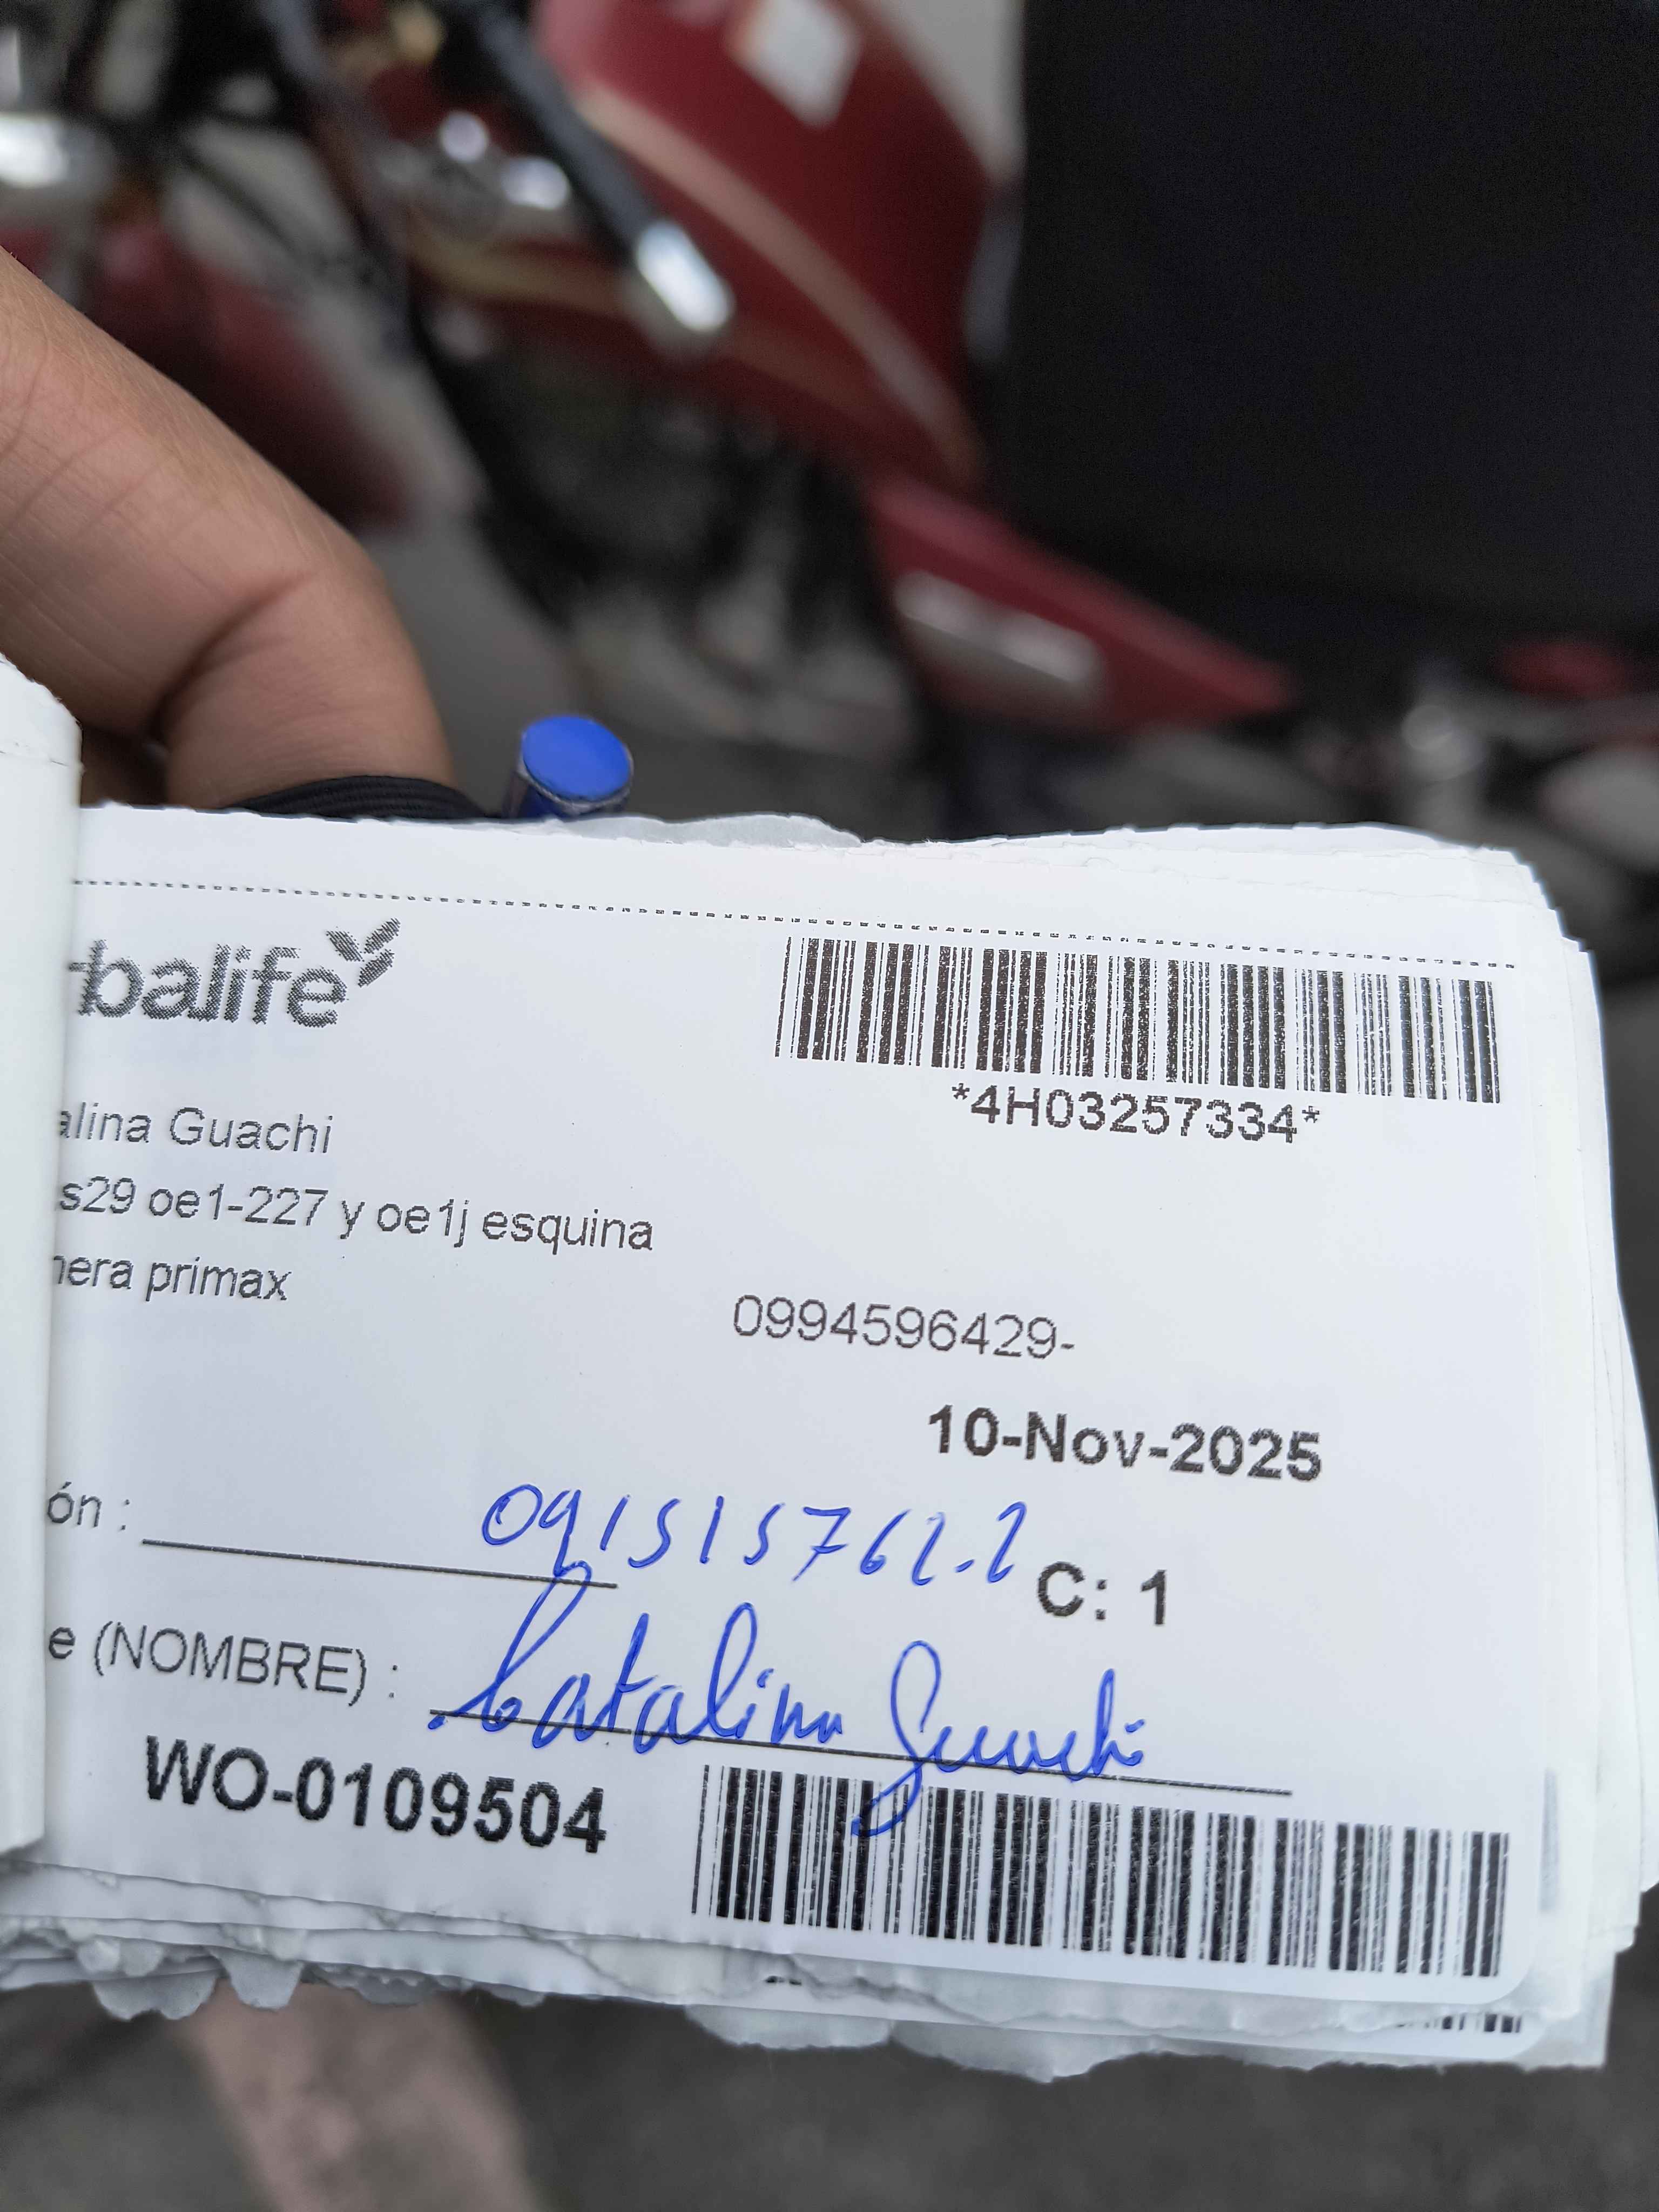 balife
*4H03257334*
alina Guachi
s29 oe1-227 y oe1j esquina
nera primax
0994596429-
10-Nov-2025
ón :
C: 1
e (NOMBRE) : Catalina Guachi
WO-0109504